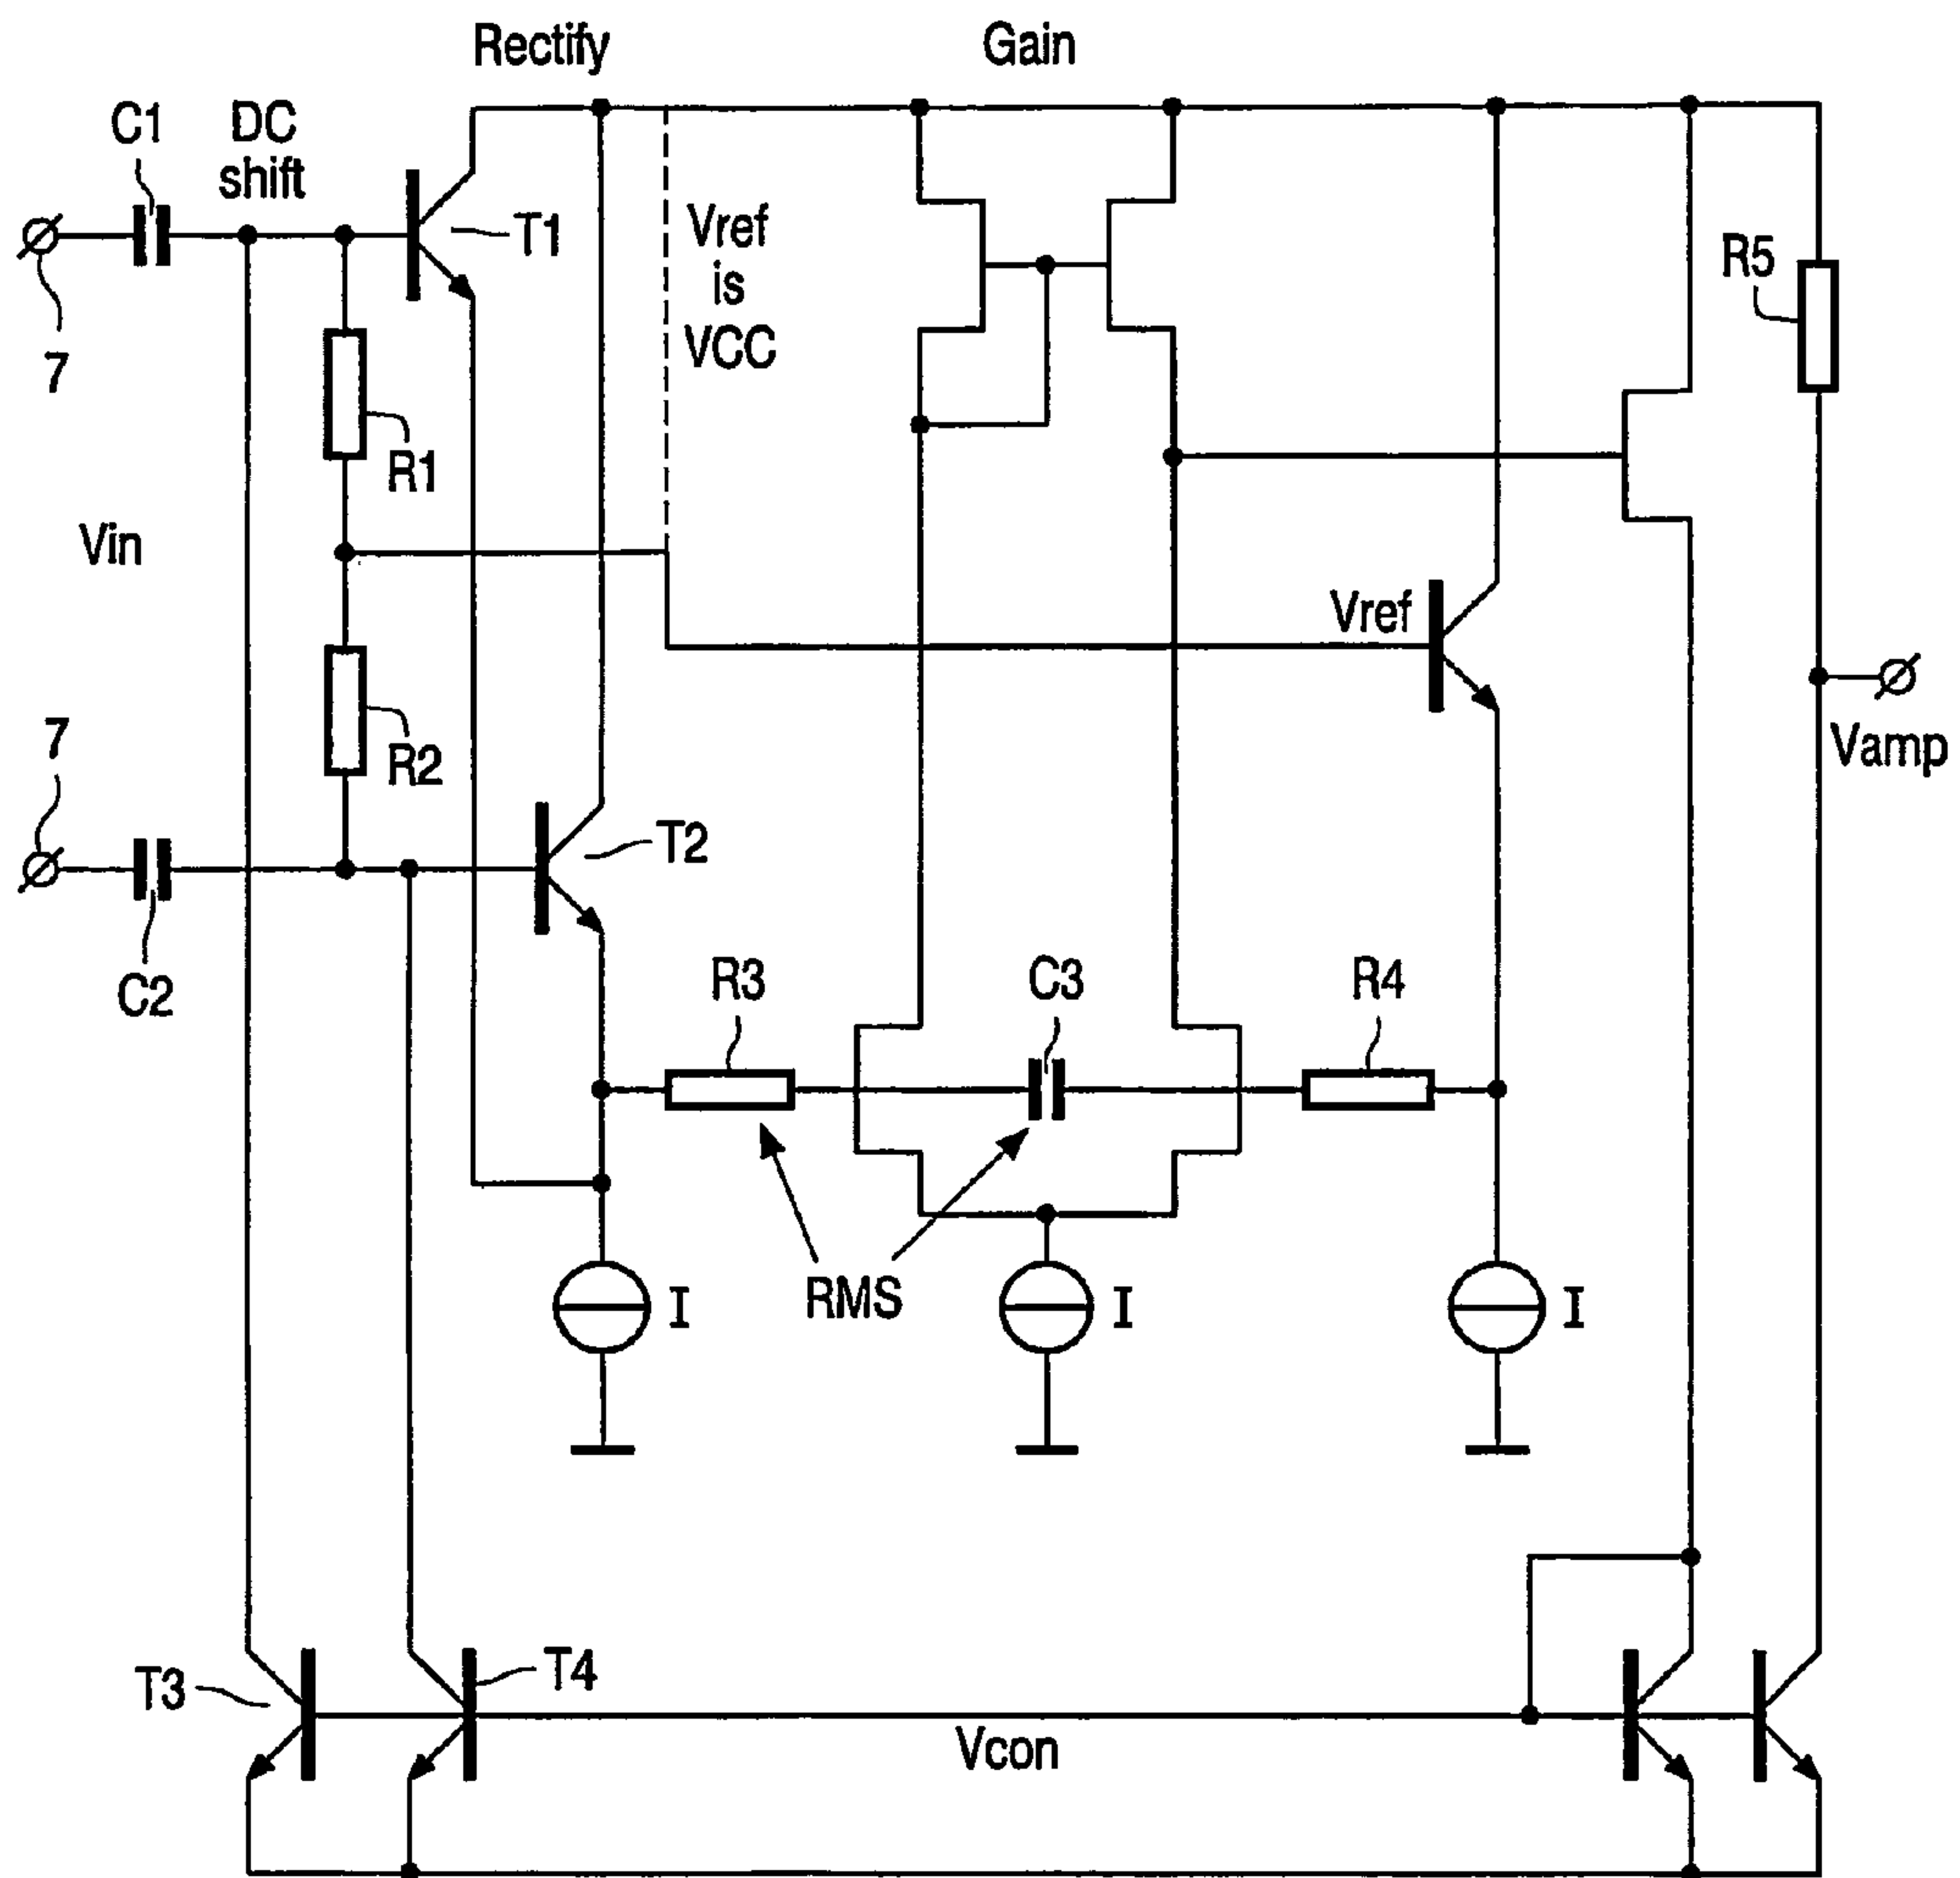 Rectify
Gain
C1
DC
shift
T1
Vref
is
VCC
R5
7
R1
Vin
Vref
7
R2
Vamp
T2
C2
R3
C3
R4
RMS
I
I
I
T3
T4
Vcon